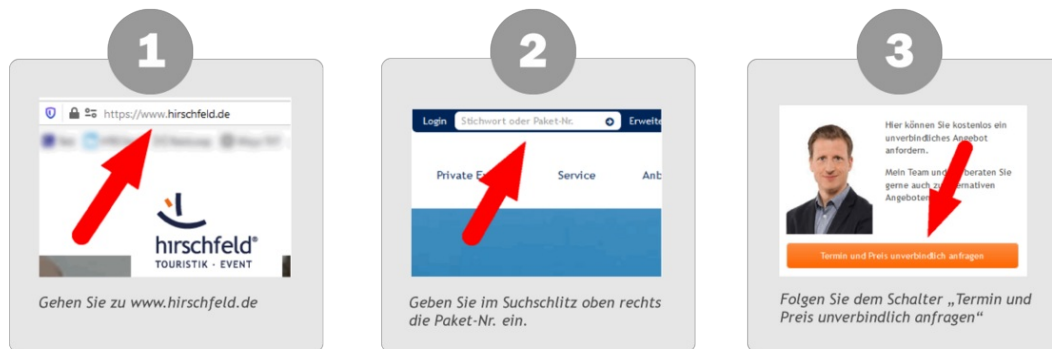 1
https://www.hirschfeld.de
hirschfeld®
TOURISTIK · EVENT
Gehen Sie zu www.hirschfeld.de
2
Login Stichwort oder Paket-Nr. Erweite
Private Service Anb
Geben Sie im Suchschlitz oben rechts
die Paket-Nr. ein.
3
Hier können Sie kostenlos ein
unverbindliches Angebot
anfordern.
Mein Team und beraten Sie
gerne auch
Angeboten
Termin und Preis unverbindlich anfragen
Folgen Sie dem Schalter „Termin und
Preis unverbindlich anfragen“